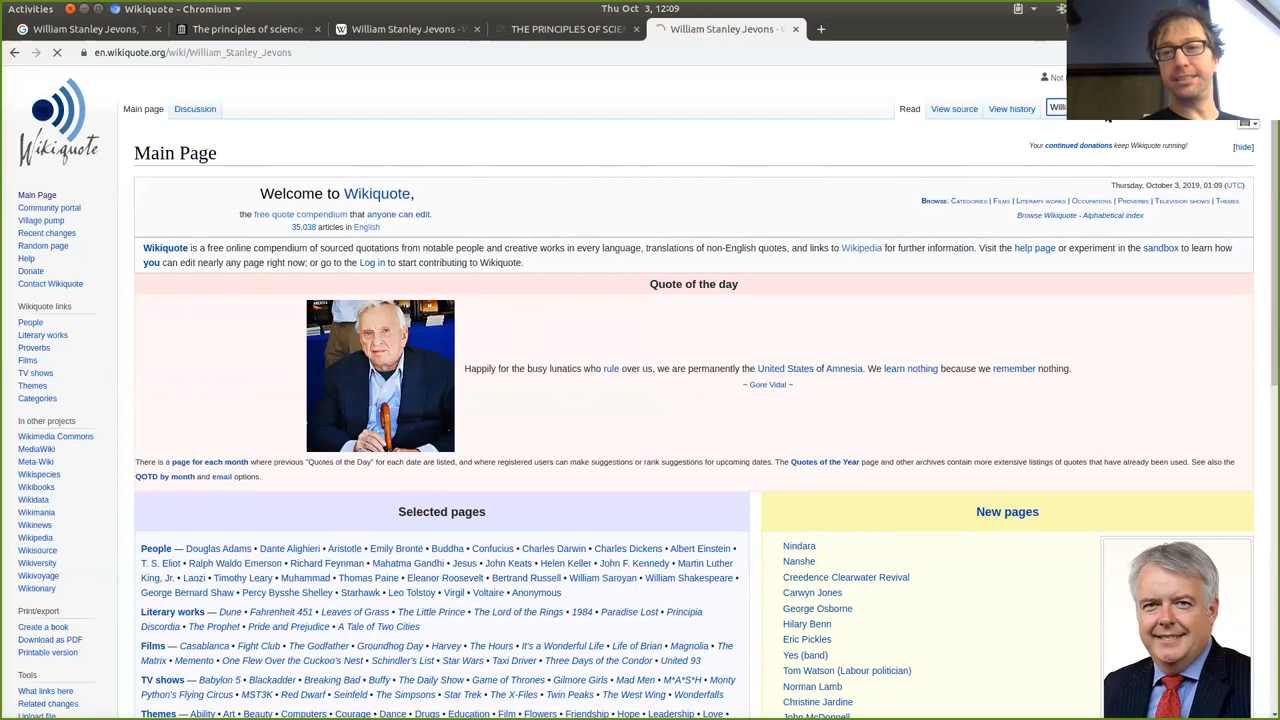 Activities
Wikiquote - Chromium
Thu Oct 3, 12:09
William Stanley Jevons, T
The principles of science
William Stanley Jevons - W
THE PRINCIPLES OF SCIEN
William Stanley Jevons -
en.wikiquote.org/wiki/William_Stanley_Jevons
Not
Main page
Discussion
Read
View source
View history
Willi
Wikiquote
Main Page
Your continued donations keep Wikiquote running!
[hide]
Main Page
Community portal
Village pump
Recent changes
Random page
Help
Donate
Contact Wikiquote
Wikiquote links
People
Literary works
Proverbs
Films
TV shows
Themes
Categories
In other projects
Wikimedia Commons
MediaWiki
Meta-Wiki
Wikispecies
Wikibooks
Wikidata
Wikimania
Wikinews
Wikipedia
Wikisource
Wikiversity
Wikivoyage
Wiktionary
Print/export
Create a book
Download as PDF
Printable version
Tools
What links here
Related changes
Upload file
Welcome to Wikiquote,
the free quote compendium that anyone can edit.
35,038 articles in English
Thursday, October 3, 2019, 01:09 (UTC)
Browse: Categories | Films | Literary works | Occupations | Proverbs | Television shows | Themes
Browse Wikiquote - Alphabetical index
Wikiquote is a free online compendium of sourced quotations from notable people and creative works in every language, translations of non-English quotes, and links to Wikipedia for further information. Visit the help page or experiment in the sandbox to learn how
you can edit nearly any page right now; or go to the Log in to start contributing to Wikiquote.
Quote of the day
Happily for the busy lunatics who rule over us, we are permanently the United States of Amnesia. We learn nothing because we remember nothing.
~ Gore Vidal ~
There is a page for each month where previous "Quotes of the Day" for each date are listed, and where registered users can make suggestions or rank suggestions for upcoming dates. The Quotes of the Year page and other archives contain more extensive listings of quotes that have already been used. See also the
QOTD by month and email options.
Selected pages
People — Douglas Adams • Dante Alighieri • Aristotle • Emily Brontë • Buddha • Confucius • Charles Darwin • Charles Dickens • Albert Einstein •
T. S. Eliot • Ralph Waldo Emerson • Richard Feynman • Mahatma Gandhi • Jesus • John Keats • Helen Keller • John F. Kennedy • Martin Luther
King, Jr. • Laozi • Timothy Leary • Muhammad • Thomas Paine • Eleanor Roosevelt • Bertrand Russell • William Saroyan • William Shakespeare •
George Bernard Shaw • Percy Bysshe Shelley • Starhawk • Leo Tolstoy • Virgil • Voltaire • Anonymous
Literary works — Dune • Fahrenheit 451 • Leaves of Grass • The Little Prince • The Lord of the Rings • 1984 • Paradise Lost • Principia
Discordia • The Prophet • Pride and Prejudice • A Tale of Two Cities
Films — Casablanca • Fight Club • The Godfather • Groundhog Day • Harvey • The Hours • It's a Wonderful Life • Life of Brian • Magnolia • The
Matrix • Memento • One Flew Over the Cuckoo's Nest • Schindler's List • Star Wars • Taxi Driver • Three Days of the Condor • United 93
TV shows — Babylon 5 • Blackadder • Breaking Bad • Buffy • The Daily Show • Game of Thrones • Gilmore Girls • Mad Men • M*A*S*H • Monty
Python's Flying Circus • MST3K • Red Dwarf • Seinfeld • The Simpsons • Star Trek • The X-Files • Twin Peaks • The West Wing • Wonderfalls
Themes — Ability • Art • Beauty • Computers • Courage • Dance • Drugs • Education • Film • Flowers • Friendship • Hope • Leadership • Love •
New pages
Nindara
Nanshe
Creedence Clearwater Revival
Carwyn Jones
George Osborne
Hilary Benn
Eric Pickles
Yes (band)
Tom Watson (Labour politician)
Norman Lamb
Christine Jardine
John McDonnell